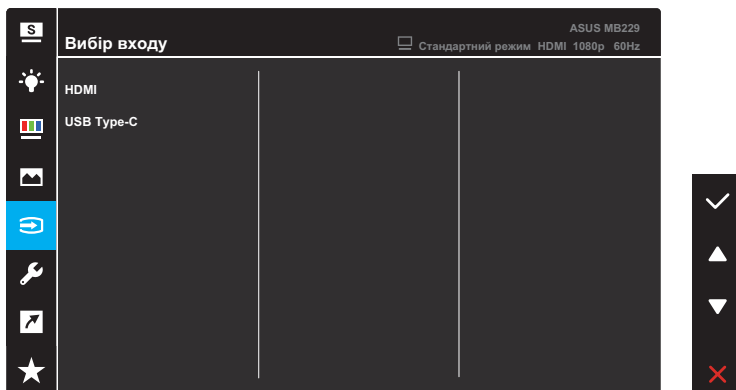 S
ASUS MB229
Вибір входу
Стандартний режим HDMI 1080p 60Hz
HDMI
USB Type-C